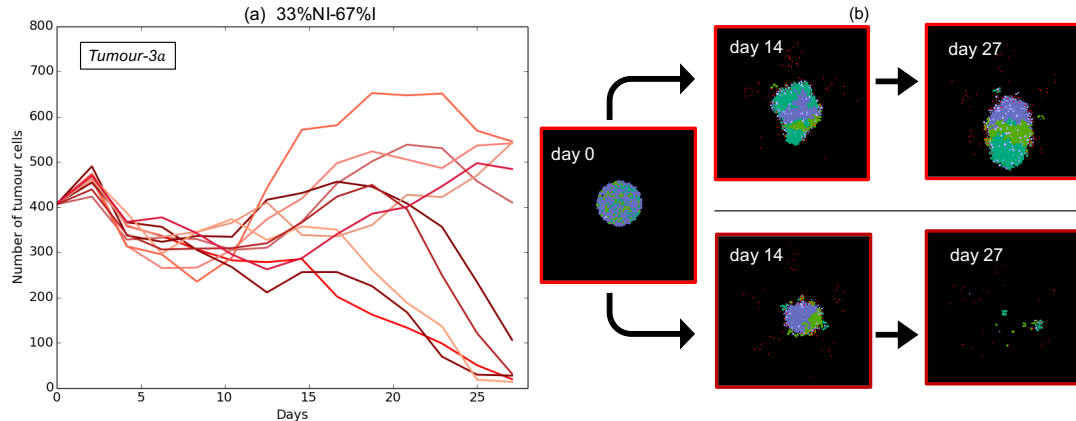 (a) 33%NI-67%I
(b)
Tumour-3a
Number of tumour cells
800
700
600
500
400
300
200
100
0
0
5
10
15
20
25
Days
day 0
day 14
day 27
day 14
day 27